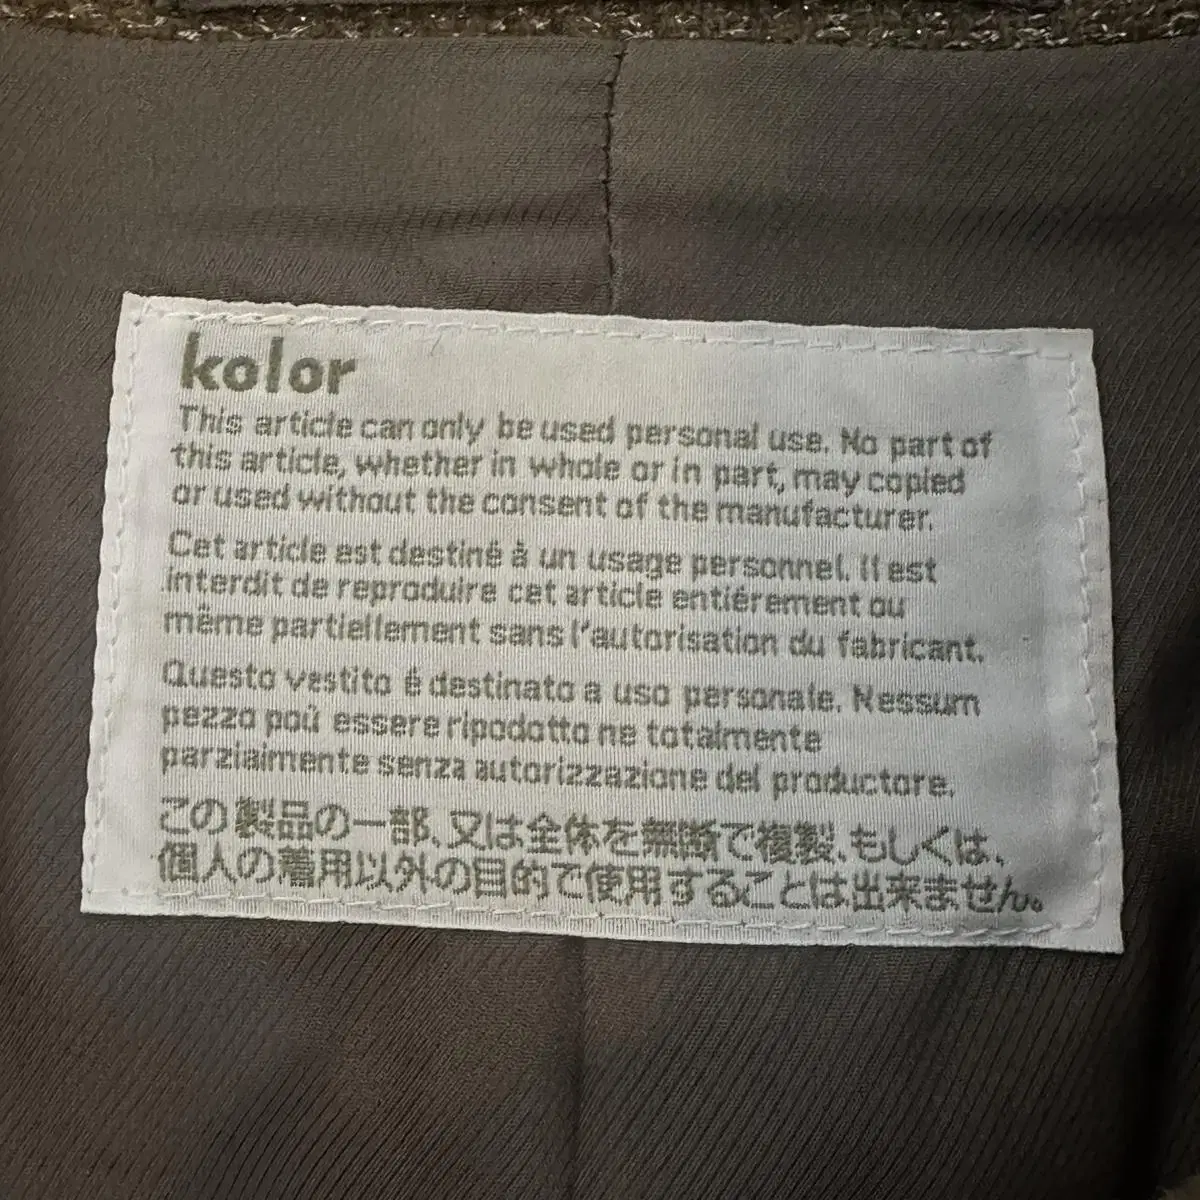 kolor
This article can only be used personal use. No part of
this article, whether in whole or in part, may copied
or used without the consent of the manufacturer.
Cet article est destiné à un usage personnel. Il est
interdit de reproduire cet article entiérement ou
même partiellement sans l'autorisation du fabricant.
Questo vestito é destinato a uso personale. Nessum
pezzo poú essere ripodotto ne totalmente
parzialmente senza autorizzazione del productore.
この製品の一部、又は全体を無断で複製、もしくは、
個人の着用以外の目的で使用することは出来ません。